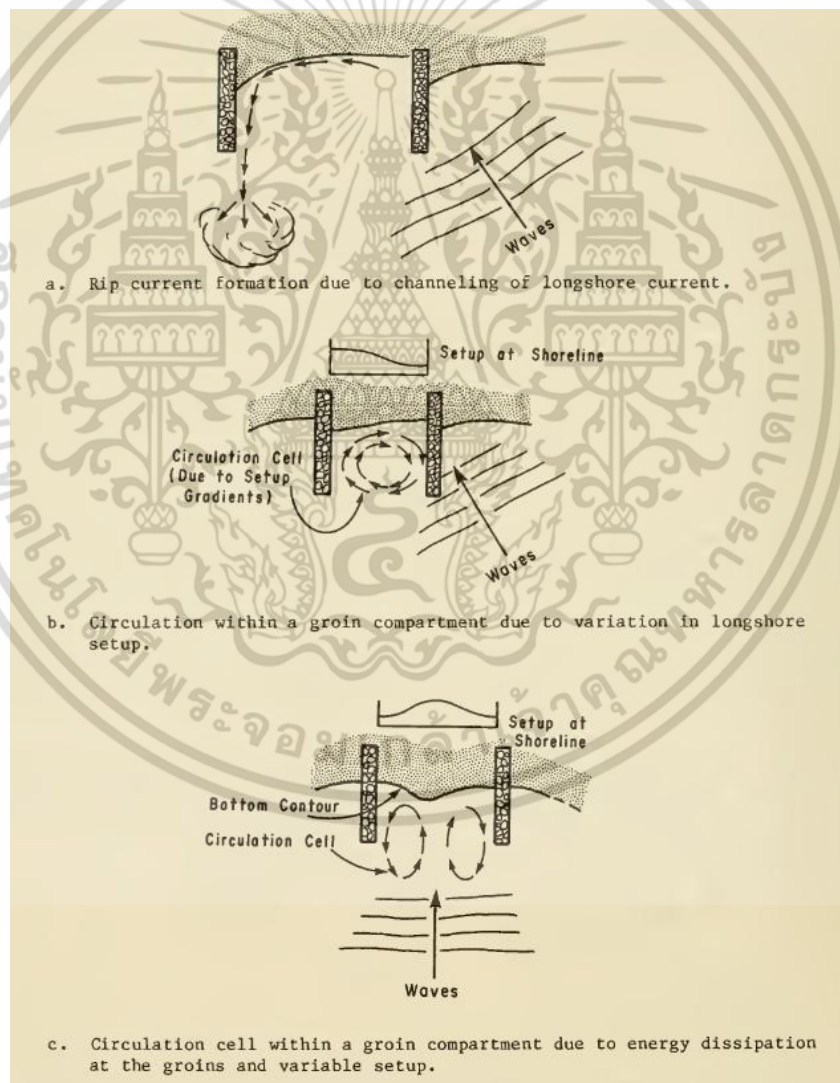 Waves
a. Rip current formation due to channeling of longshore current.
Setup at Shoreline
Circulation Cell
(Due to Setup
Gradients)
Waves
b. Circulation within a groin compartment due to variation in longshore
setup.
Setup at
Shoreline
Bottom Contour
Circulation Cell
Waves
c. Circulation cell within a groin compartment due to energy dissipation
at the groins and variable setup.